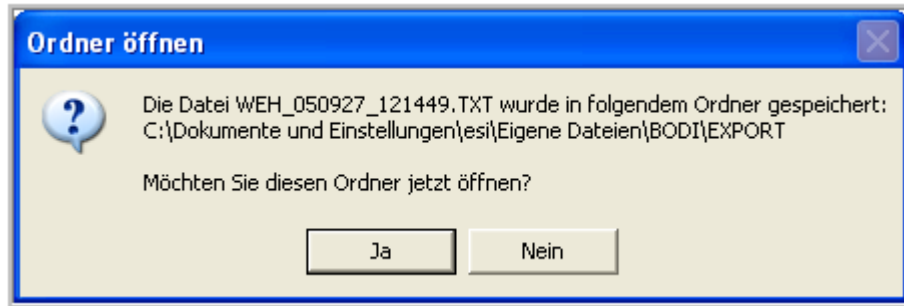 Ordner öffnen
Die Datei WEH_050927_121449.TXT wurde in folgendem Ordner gespeichert:
C:\Dokumente und Einstellungen\esi\Eigene Dateien\BODI\EXPORT
Möchten Sie diesen Ordner jetzt öffnen?
Ja
Nein